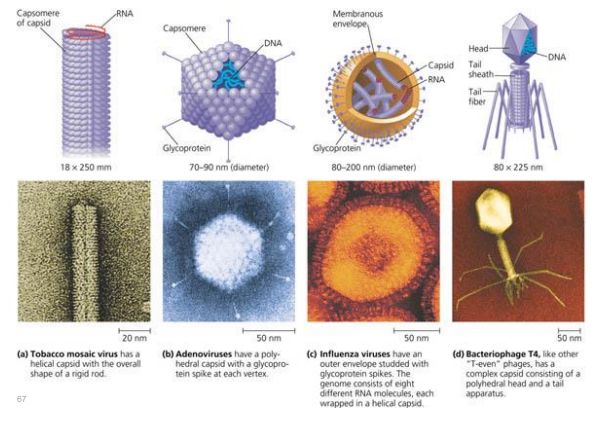 Capsomere
of capsid
RNA
18 × 250 mm
Capsomere
DNA
Glycoprotein
70–90 nm (diameter)
Membranous
envelope
Capsid
RNA
Glycoprotein
80–200 nm (diameter)
Head
DNA
Tail
sheath
Tail
fiber
80 × 225 nm
20 nm
50 nm
50 nm
50 nm
(a) Tobacco mosaic virus has a
helical capsid with the overall
shape of a rigid rod.
(b) Adenoviruses have a poly-
hedral capsid with a glycopro-
tein spike at each vertex.
(c) Influenza viruses have an
outer envelope studded with
glycoprotein spikes. The
genome consists of eight
different RNA molecules, each
wrapped in a helical capsid.
(d) Bacteriophage T4, like other
“T-even” phages, has a
complex capsid consisting of a
polyhedral head and a tail
apparatus.
67